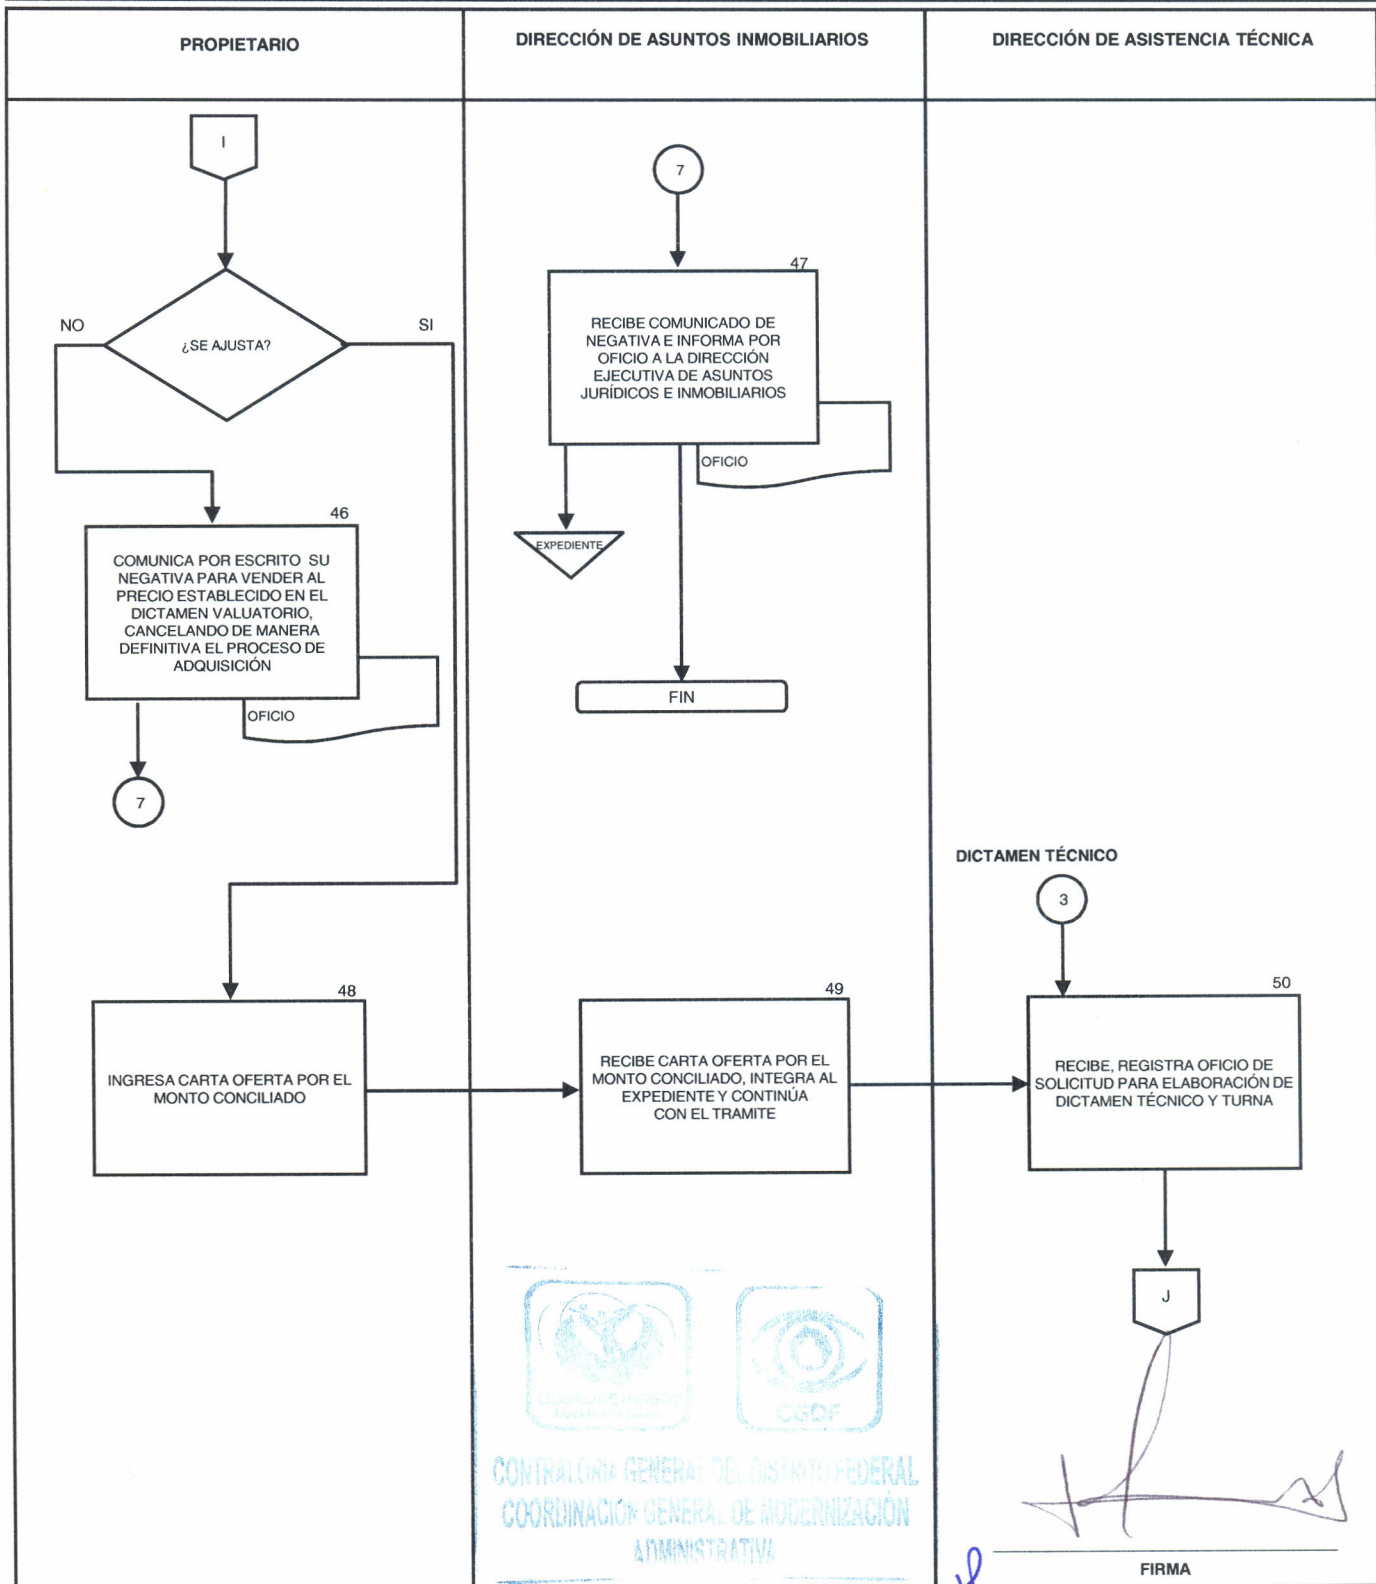 PROPIETARIO
DIRECCIÓN DE ASUNTOS INMOBILIARIOS
DIRECCIÓN DE ASISTENCIA TÉCNICA
I
¿SE AJUSTA?
NO
SI
46
COMUNICA POR ESCRITO SU
NEGATIVA PARA VENDER AL
PRECIO ESTABLECIDO EN EL
DICTAMEN VALUATORIO,
CANCELANDO DE MANERA
DEFINITIVA EL PROCESO DE
ADQUISICIÓN
OFICIO
7
7
47
RECIBE COMUNICADO DE
NEGATIVA E INFORMA POR
OFICIO A LA DIRECCIÓN
EJECUTIVA DE ASUNTOS
JURÍDICOS E INMOBILIARIOS
OFICIO
EXPEDIENTE
FIN
48
INGRESA CARTA OFERTA POR EL
MONTO CONCILIADO
49
RECIBE CARTA OFERTA POR EL
MONTO CONCILIADO, INTEGRA AL
EXPEDIENTE Y CONTINÚA
CON EL TRAMITE
DICTAMEN TÉCNICO
3
50
RECIBE, REGISTRA OFICIO DE
SOLICITUD PARA ELABORACIÓN DE
DICTAMEN TÉCNICO Y TURNA
J
CGDF
CONTRALORÍA GENERAL DEL DISTRITO FEDERAL
COORDINACIÓN GENERAL DE MODERNIZACIÓN
ADMINISTRATIVA
FIRMA